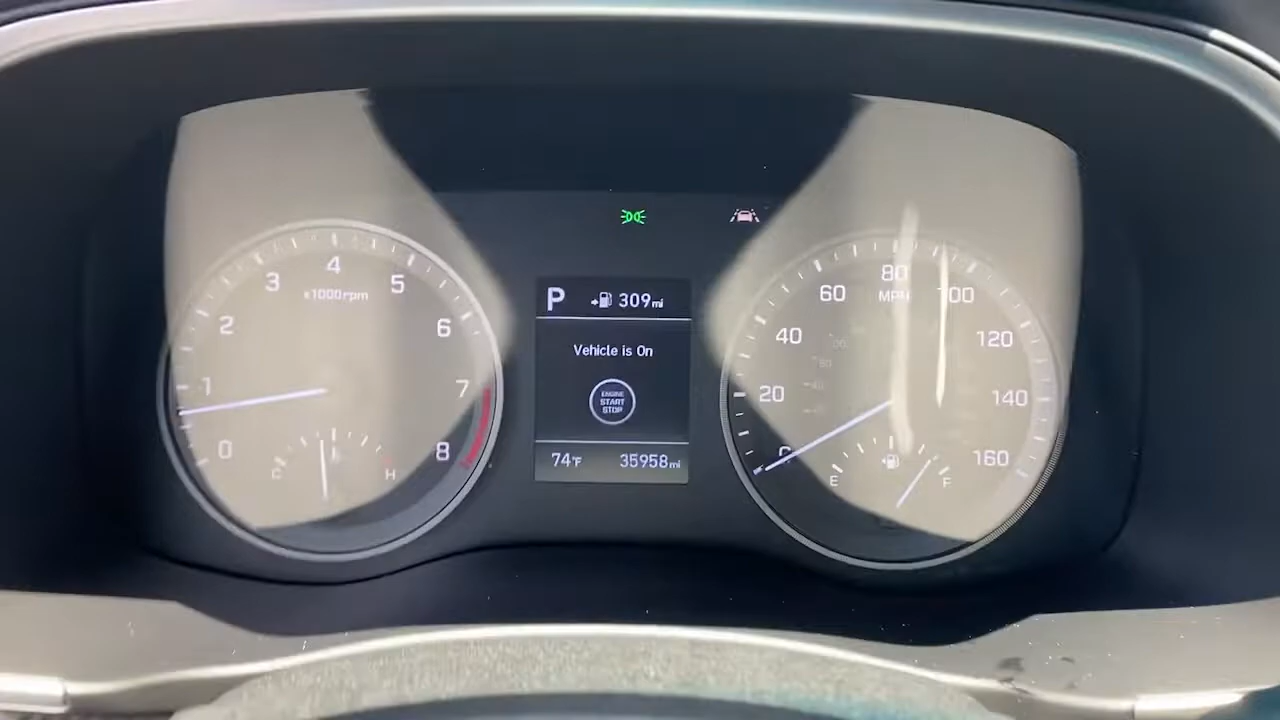 4
3
5
x1000rpm
2
6
1
7
0
8
C
H
P
309mi
Vehicle is On
ENGINE
START
STOP
74°F
35958mi
80
60
MPH
100
40
120
20
140
0
160
E
F